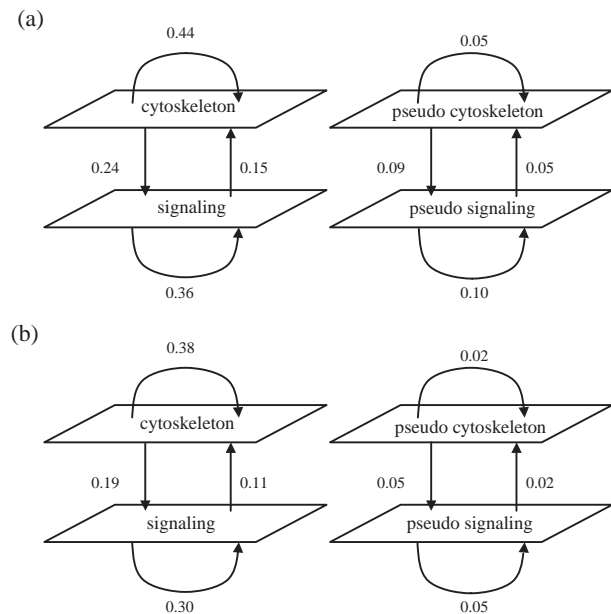 (a)
0.44
0.05
cytoskeleton
pseudo cytoskeleton
0.24
0.15
0.09
0.05
signaling
pseudo signaling
0.36
0.10
(b)
0.38
0.02
cytoskeleton
pseudo cytoskeleton
0.19
0.11
0.05
0.02
signaling
pseudo signaling
0.30
0.05